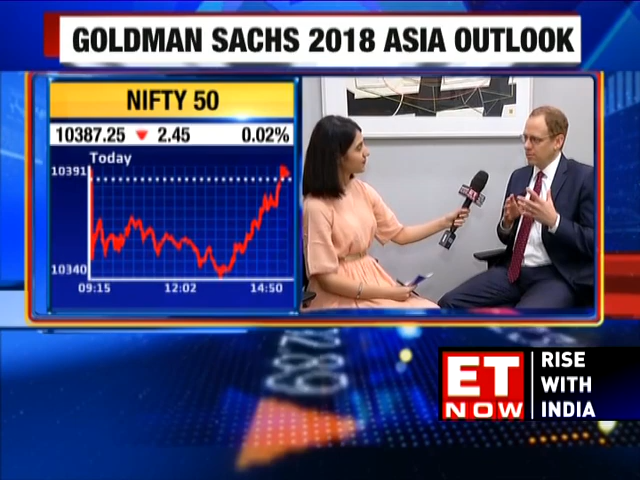 GOLDMAN SACHS 2018 ASIA OUTLOOK
NIFTY 50
10387.25 2.45 0.02%
Today
10391
10340
09:15 12:02 14:50
ET
NOW
RISE
WITH
INDIA